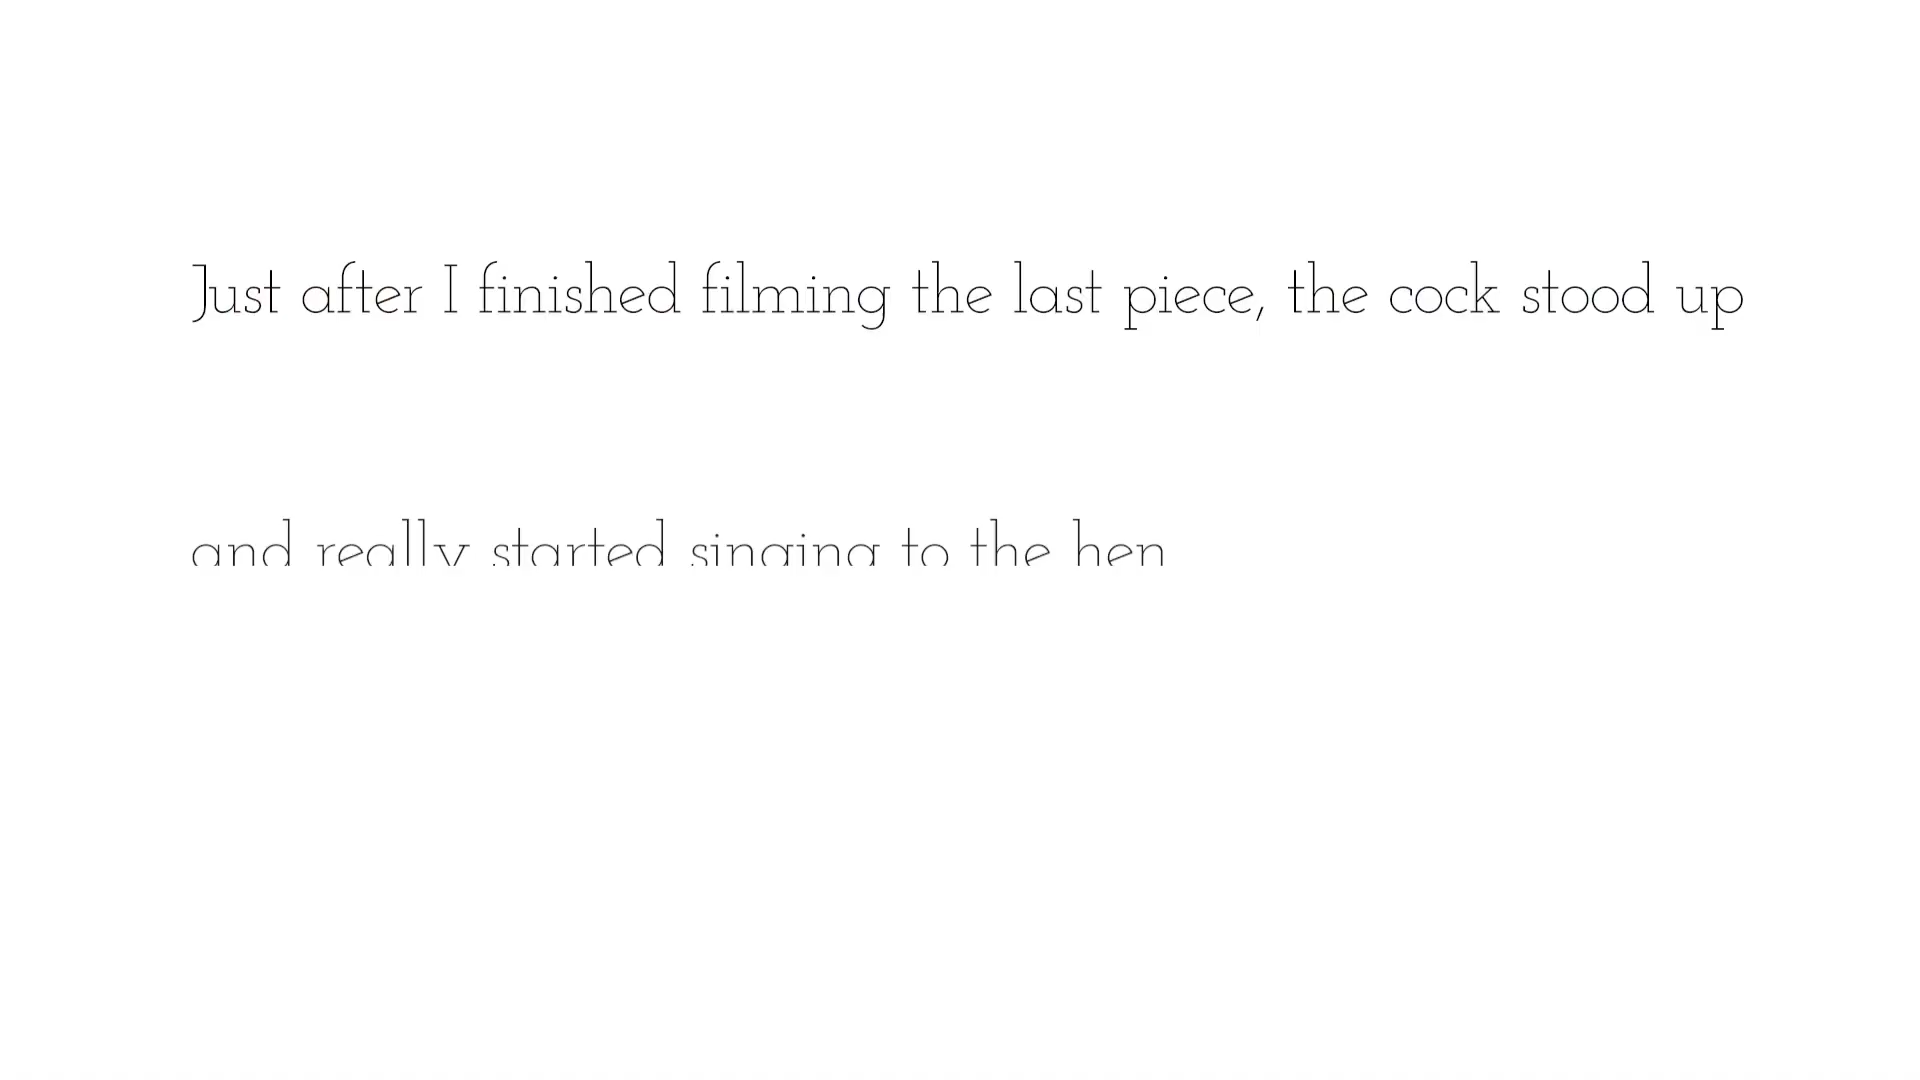 Just after I finished filming the last piece, the cock stood up
and really started singing to the hen